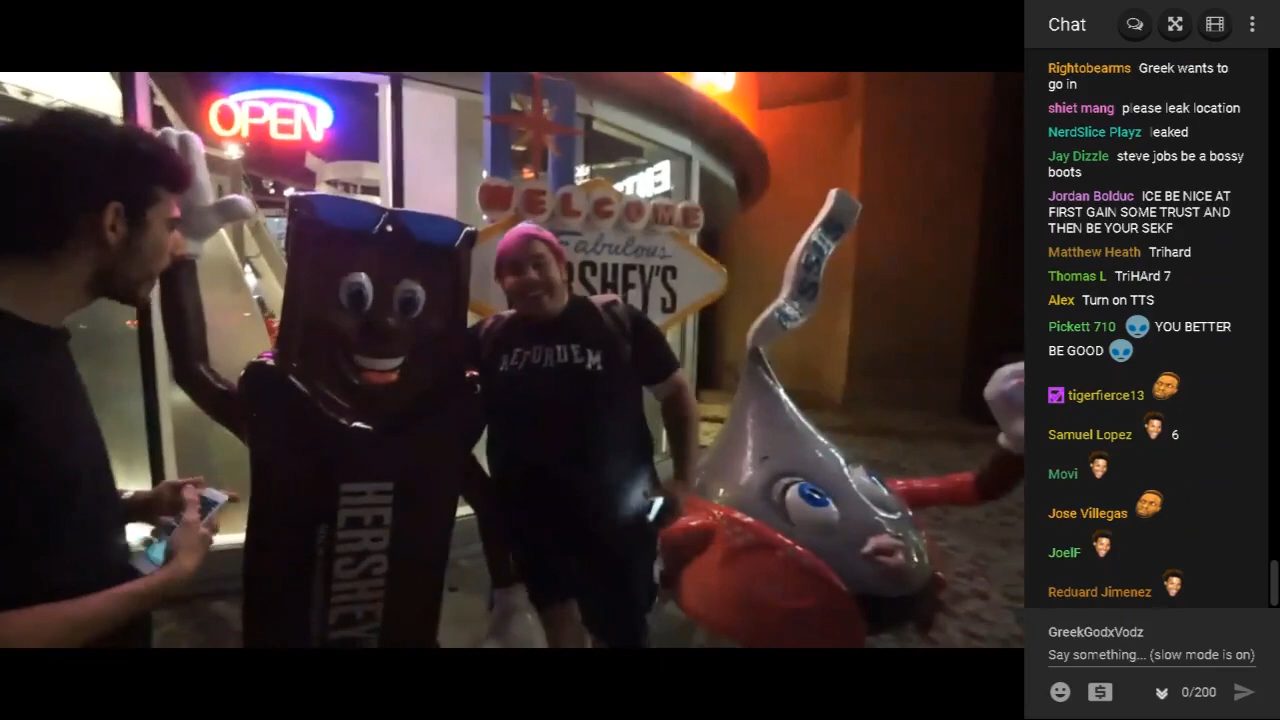 OPEN
WELCOME
Fabulous
RSHEY'S
HERSHEY'S
Chat
Rightobearms Greek wants to
go in
shiet mang please leak location
NerdSlice Playz leaked
Jay Dizzle steve jobs be a bossy
boots
Jordan Bolduc ICE BE NICE AT
FIRST GAIN SOME TRUST AND
THEN BE YOUR SEKF
Matthew Heath Trihard
Thomas L TriHArd 7
Alex Turn on TTS
Pickett 710 YOU BETTER
BE GOOD
tigerfierce13
Samuel Lopez 6
Movi
Jose Villegas
JoelF
Reduard Jimenez
GreekGodxVodz
Say something... (slow mode is on)
0/200